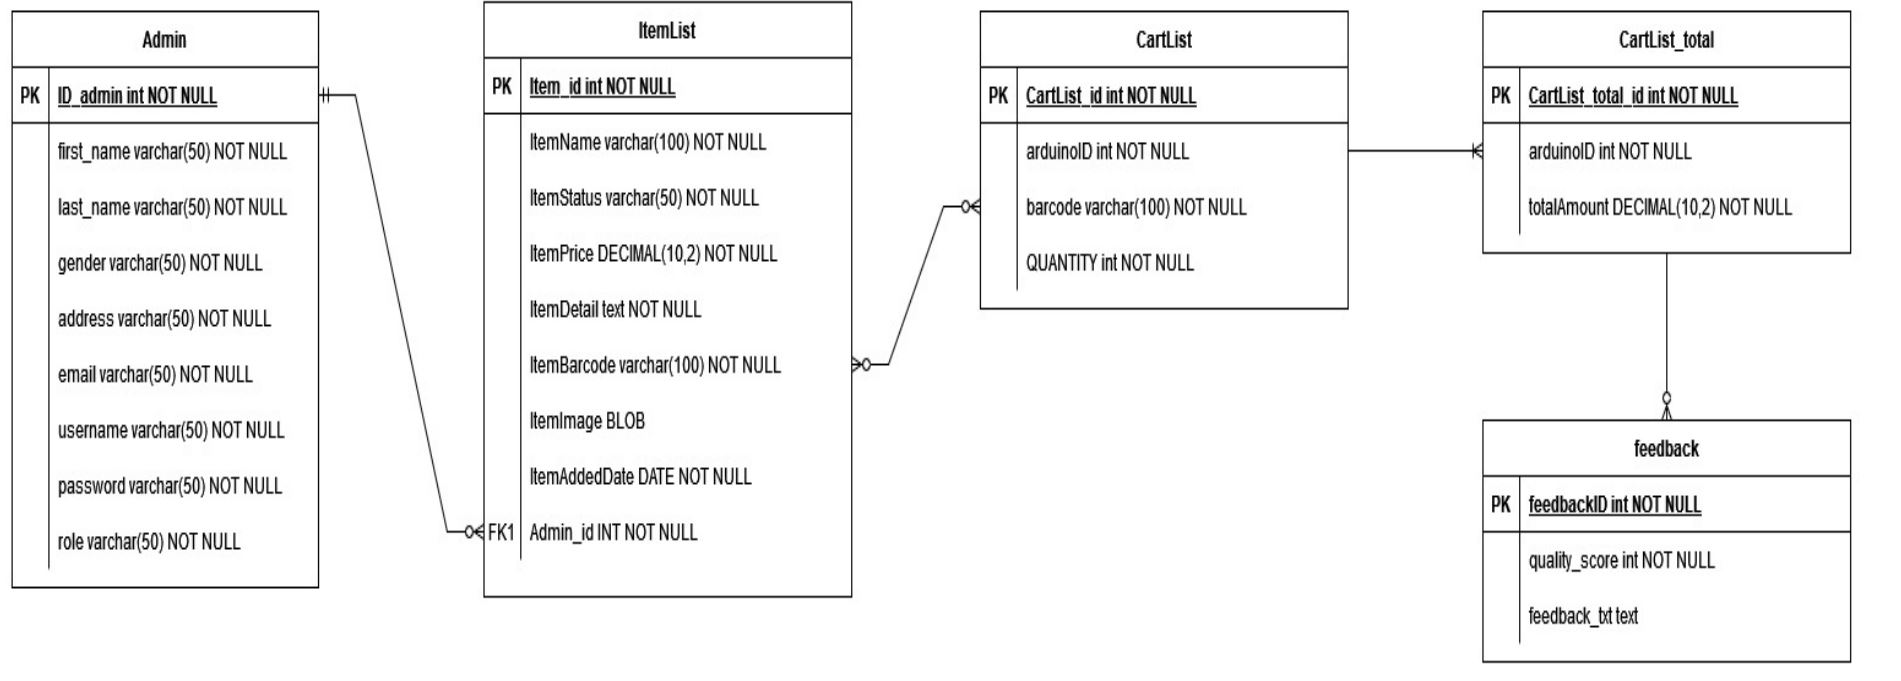 Admin
PK ID_admin int NOT NULL
first_name varchar(50) NOT NULL
last_name varchar(50) NOT NULL
gender varchar(50) NOT NULL
address varchar(50) NOT NULL
email varchar(50) NOT NULL
username varchar(50) NOT NULL
password varchar(50) NOT NULL
role varchar(50) NOT NULL
ItemList
PK Item_id int NOT NULL
ItemName varchar(100) NOT NULL
ItemStatus varchar(50) NOT NULL
ItemPrice DECIMAL(10,2) NOT NULL
ItemDetail text NOT NULL
ItemBarcode varchar(100) NOT NULL
ItemImage BLOB
ItemAddedDate DATE NOT NULL
FK1 Admin_id INT NOT NULL
CartList
PK CartList_id int NOT NULL
arduinoID int NOT NULL
barcode varchar(100) NOT NULL
QUANTITY int NOT NULL
CartList_total
PK CartList_total_id int NOT NULL
arduinoID int NOT NULL
totalAmount DECIMAL(10,2) NOT NULL
feedback
PK feedbackID int NOT NULL
quality_score int NOT NULL
feedback_txt text